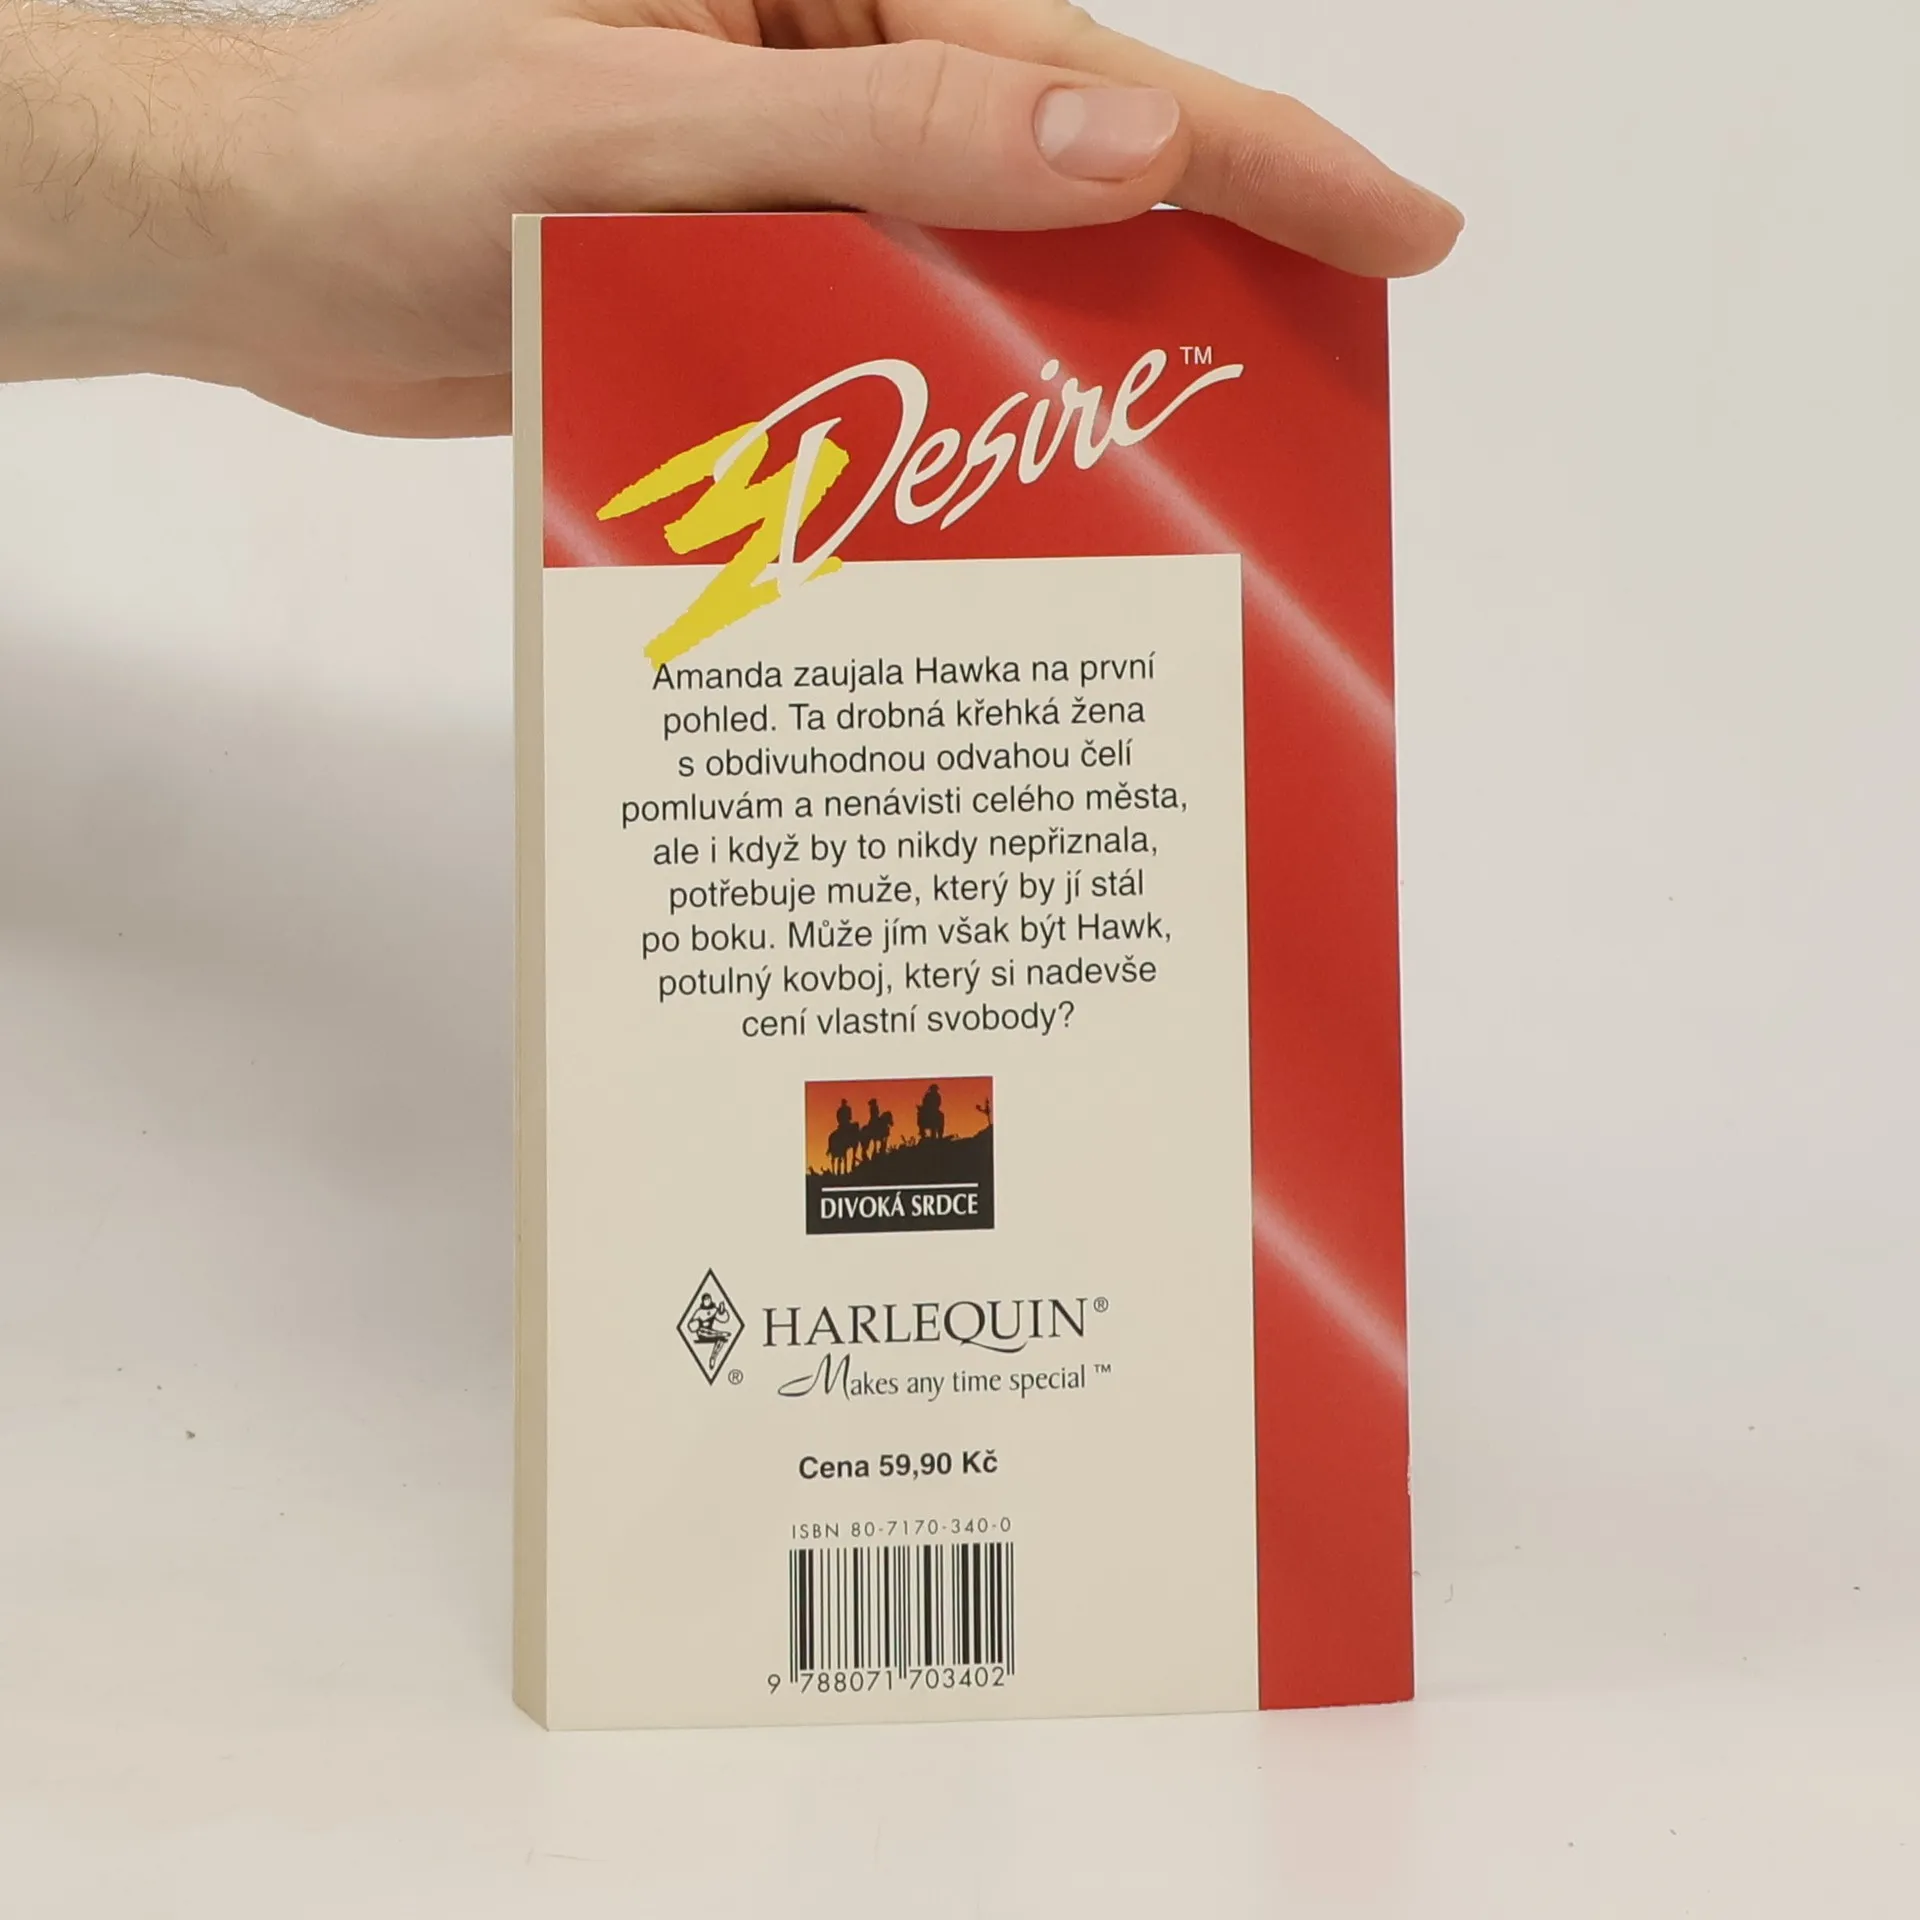 Desire™
Amanda zaujala Hawka na první
pohled. Ta drobná křehká žena
s obdivuhodnou odvahou čelí
pomluvám a nenávisti celého města,
ale i když by to nikdy nepřiznala,
potřebuje muže, který by jí stál
po boku. Může jím však být Hawk,
potulný kovboj, který si nadevše
cení vlastní svobody?
DIVOKÁ SRDCE
HARLEQUIN®
® Makes any time special™
Cena 59,90 Kč
ISBN 80-7170-340-0
9 788071 703402